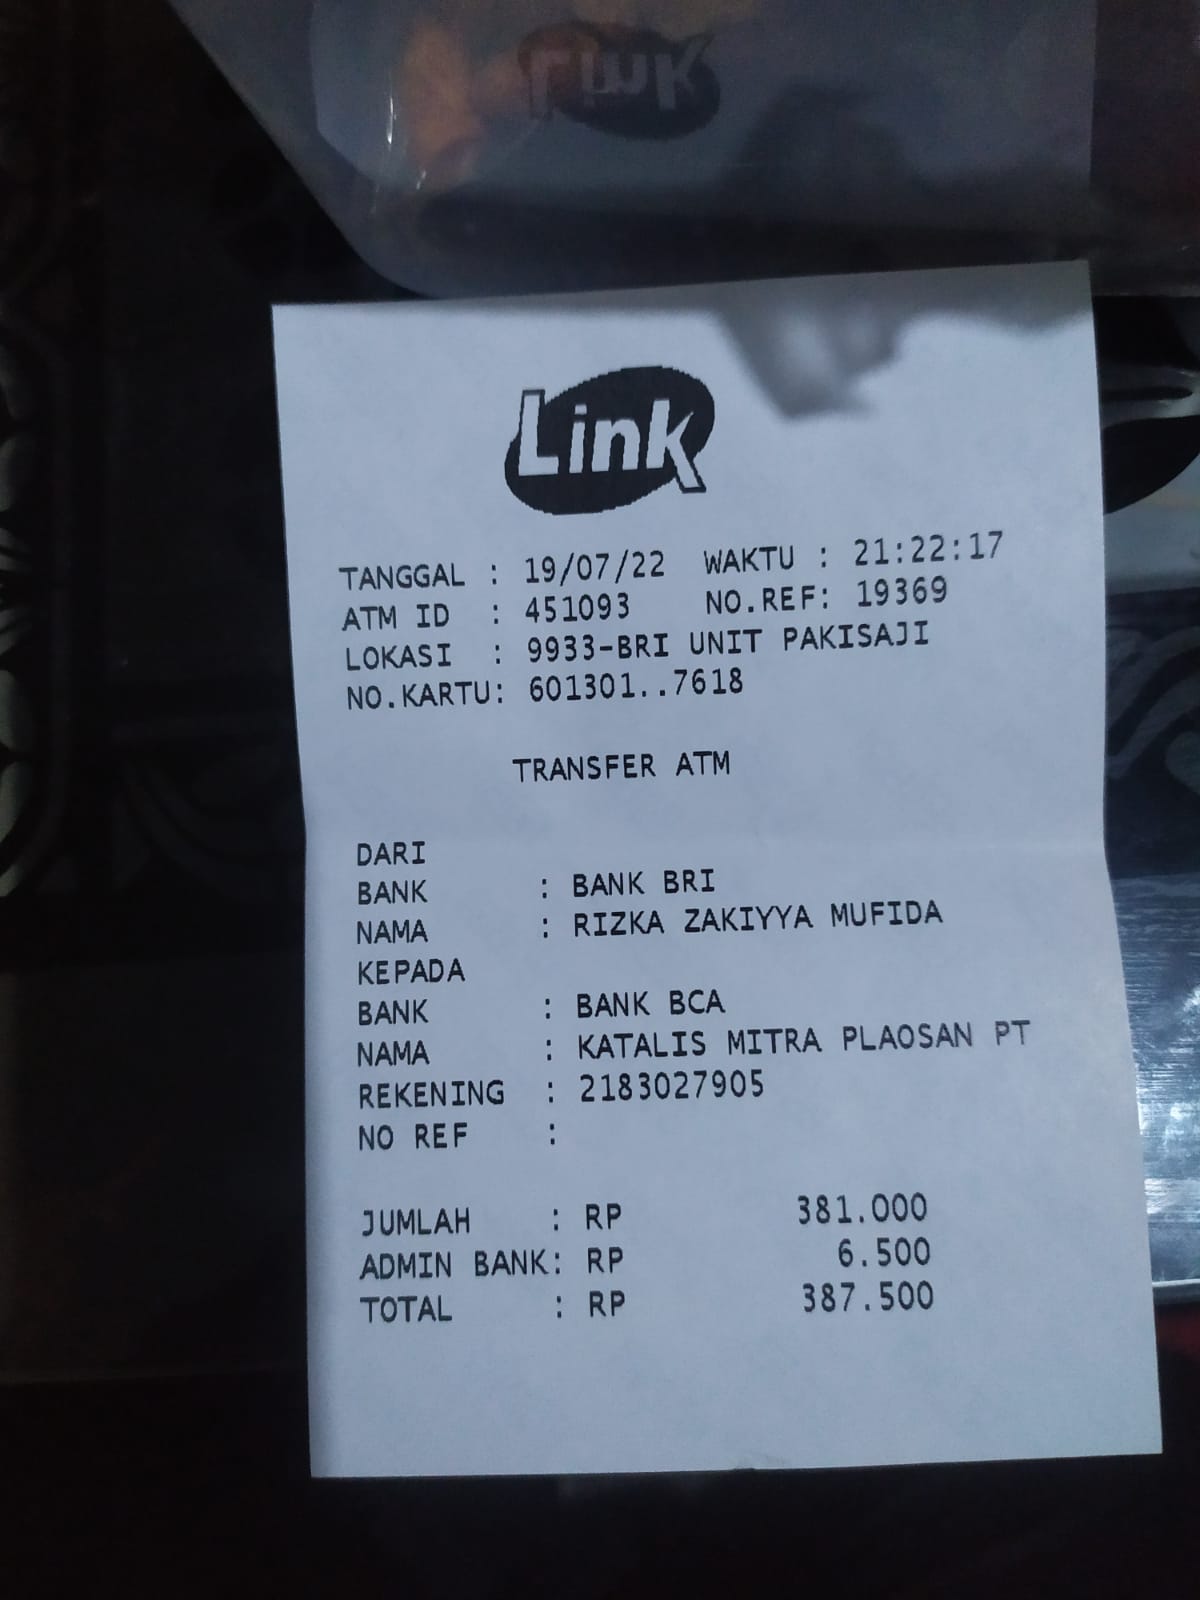 Link
Link
TANGGAL : 19/07/22 WAKTU : 21:22:17
ATM ID : 451093 NO.REF: 19369
LOKASI : 9933-BRI UNIT PAKISAJI
NO.KARTU: 601301..7618
TRANSFER ATM
DARI
BANK : BANK BRI
NAMA : RIZKA ZAKIYYA MUFIDA
KEPADA
BANK : BANK BCA
NAMA : KATALIS MITRA PLAOSAN PT
REKENING : 2183027905
NO REF :
JUMLAH : RP 381.000
ADMIN BANK: RP 6.500
TOTAL : RP 387.500